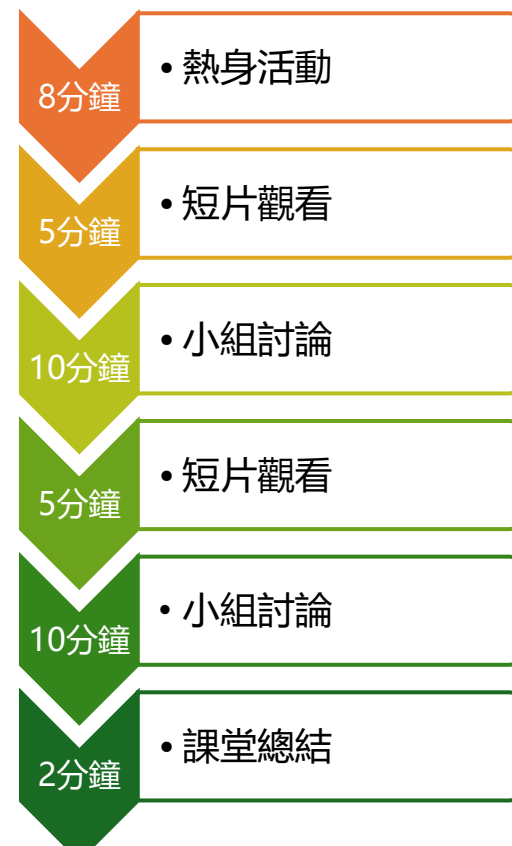 8分鐘
• 熱身活動
5分鐘
• 短片觀看
10分鐘
• 小組討論
5分鐘
• 短片觀看
10分鐘
• 小組討論
2分鐘
• 課堂總結